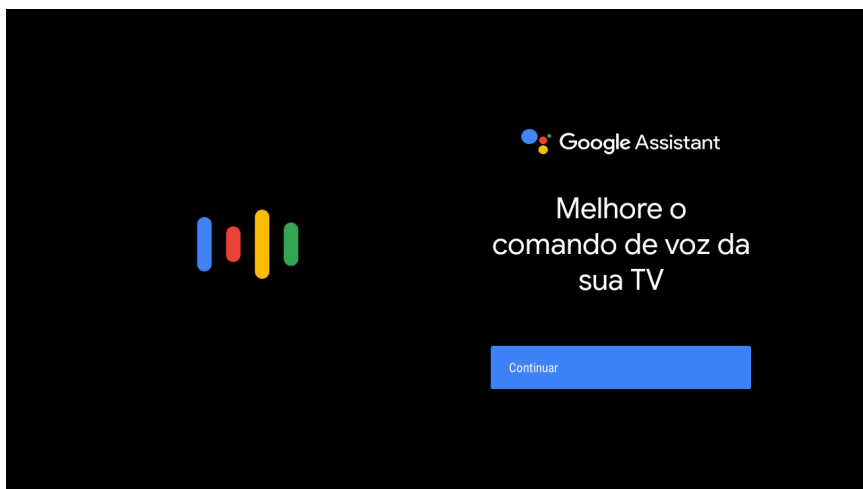 Google Assistant
Melhore o
comando de voz da
sua TV
Continuar